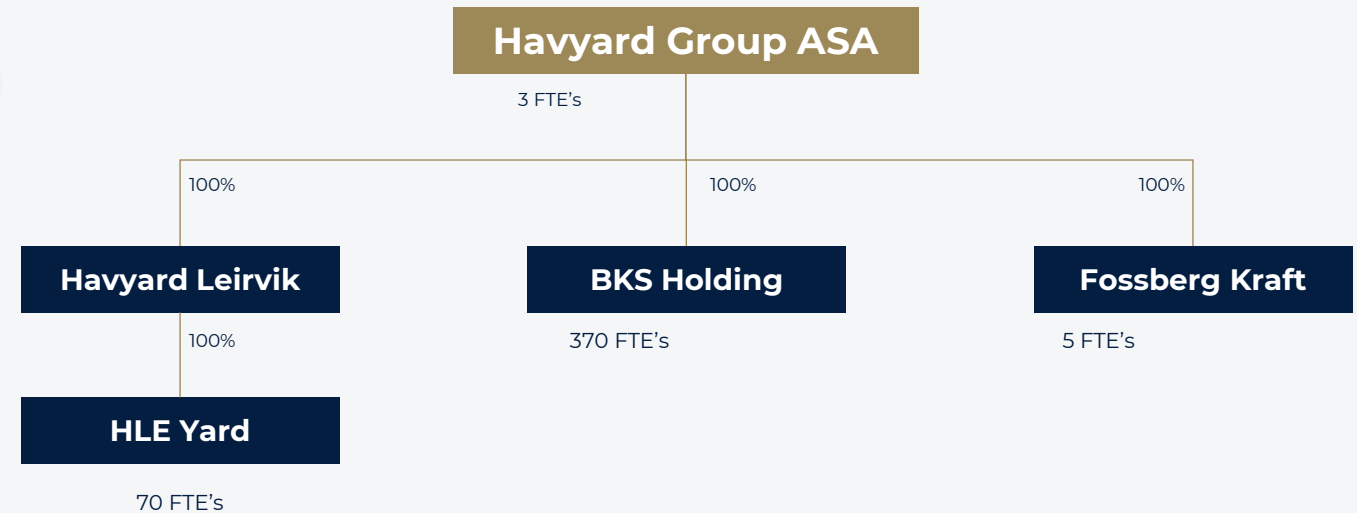 Havyard Group ASA
3 FTE’s
100%
100%
100%
Havyard Leirvik
BKS Holding
Fossberg Kraft
100%
370 FTE’s
5 FTE’s
HLE Yard
70 FTE’s